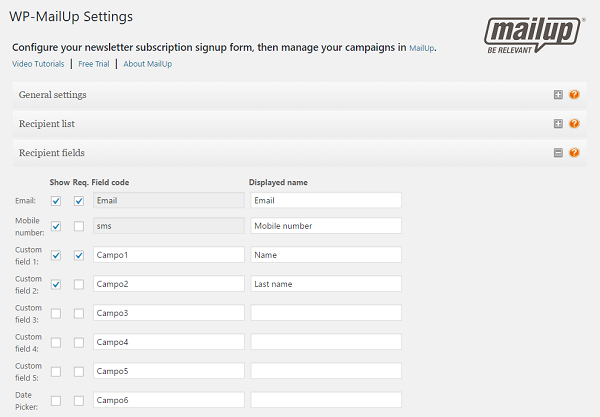 WP-MailUp Settings
mailup®
BE RELEVANT
Configure your newsletter subscription signup form, then manage your campaigns in MailUp.
Video Tutorials | Free Trial | About MailUp
General settings
Recipient list
Recipient fields
Show Req. Field code Displayed name
Email: Email Email
Mobile
number: sms Mobile number
Custom
field 1: Campo1 Name
Custom
field 2: Campo2 Last name
Custom
field 3: Campo3
Custom
field 4: Campo4
Custom
field 5: Campo5
Date
Picker: Campo6